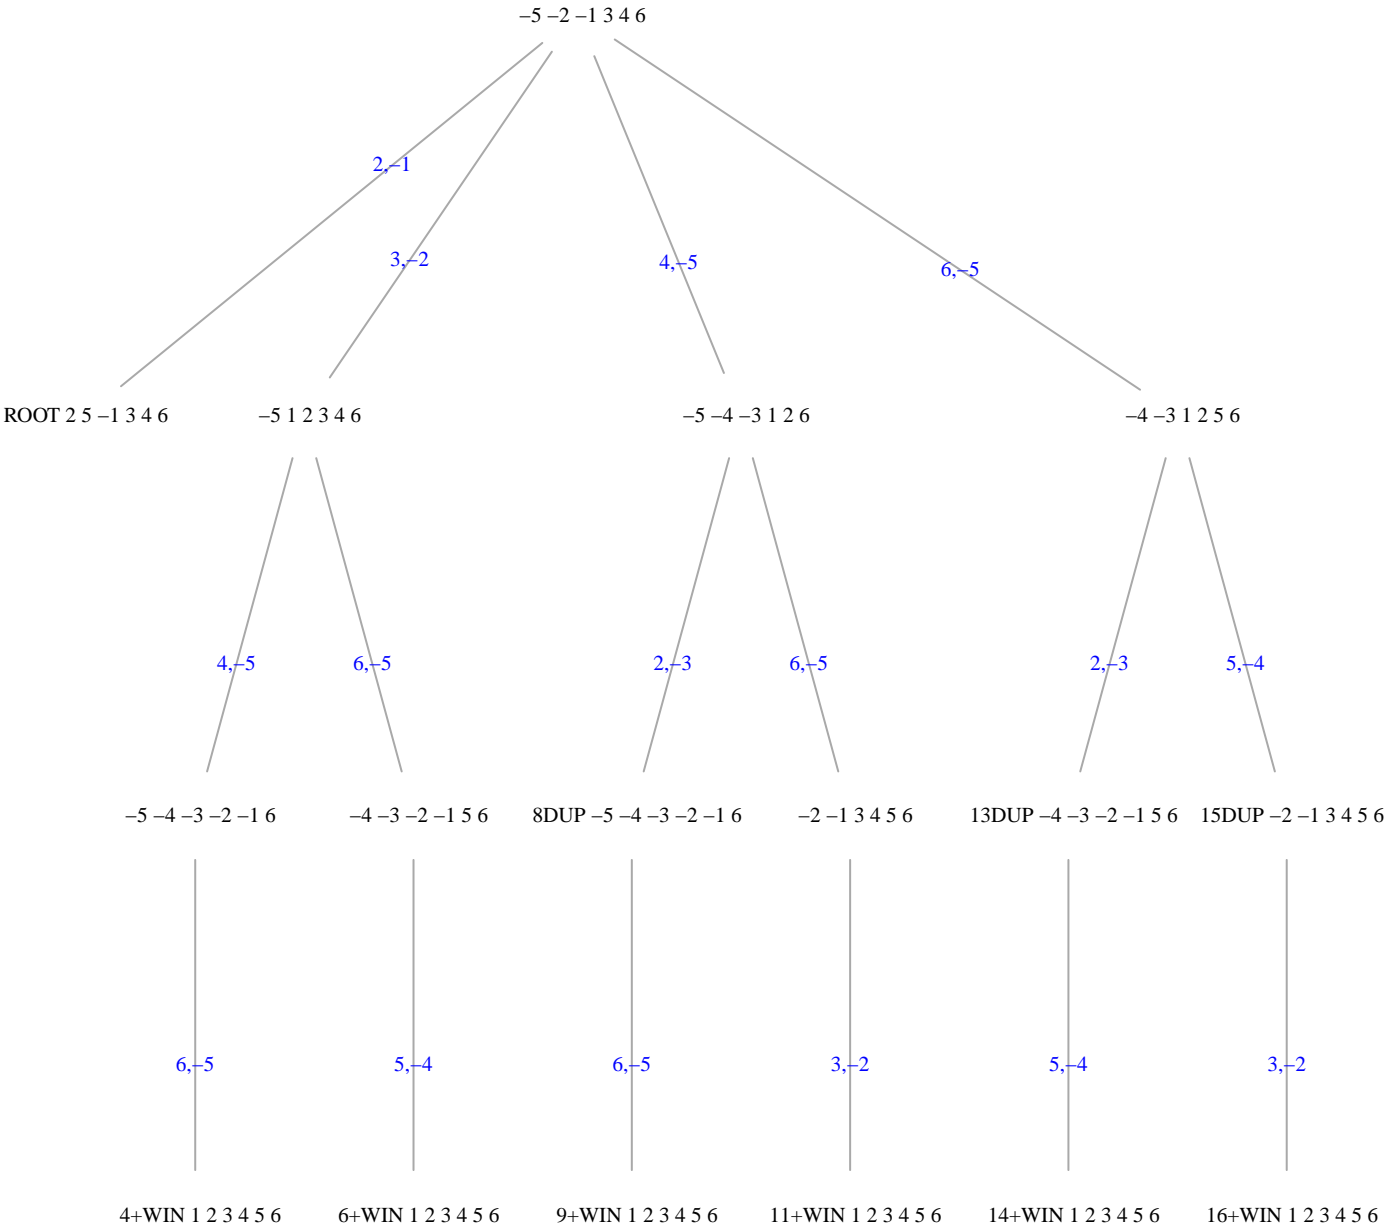 –5 –2 –1 3 4 6
2,–1
3,–2
4,–5
6,–5
ROOT 2 5 –1 3 4 6
–5 1 2 3 4 6
–5 –4 –3 1 2 6
–4 –3 1 2 5 6
4,–5
6,–5
2,–3
6,–5
2,–3
5,–4
–5 –4 –3 –2 –1 6
–4 –3 –2 –1 5 6
8DUP –5 –4 –3 –2 –1 6
–2 –1 3 4 5 6
13DUP –4 –3 –2 –1 5 6
15DUP –2 –1 3 4 5 6
6,–5
5,–4
6,–5
3,–2
5,–4
3,–2
4+WIN 1 2 3 4 5 6
6+WIN 1 2 3 4 5 6
9+WIN 1 2 3 4 5 6
11+WIN 1 2 3 4 5 6
14+WIN 1 2 3 4 5 6
16+WIN 1 2 3 4 5 6